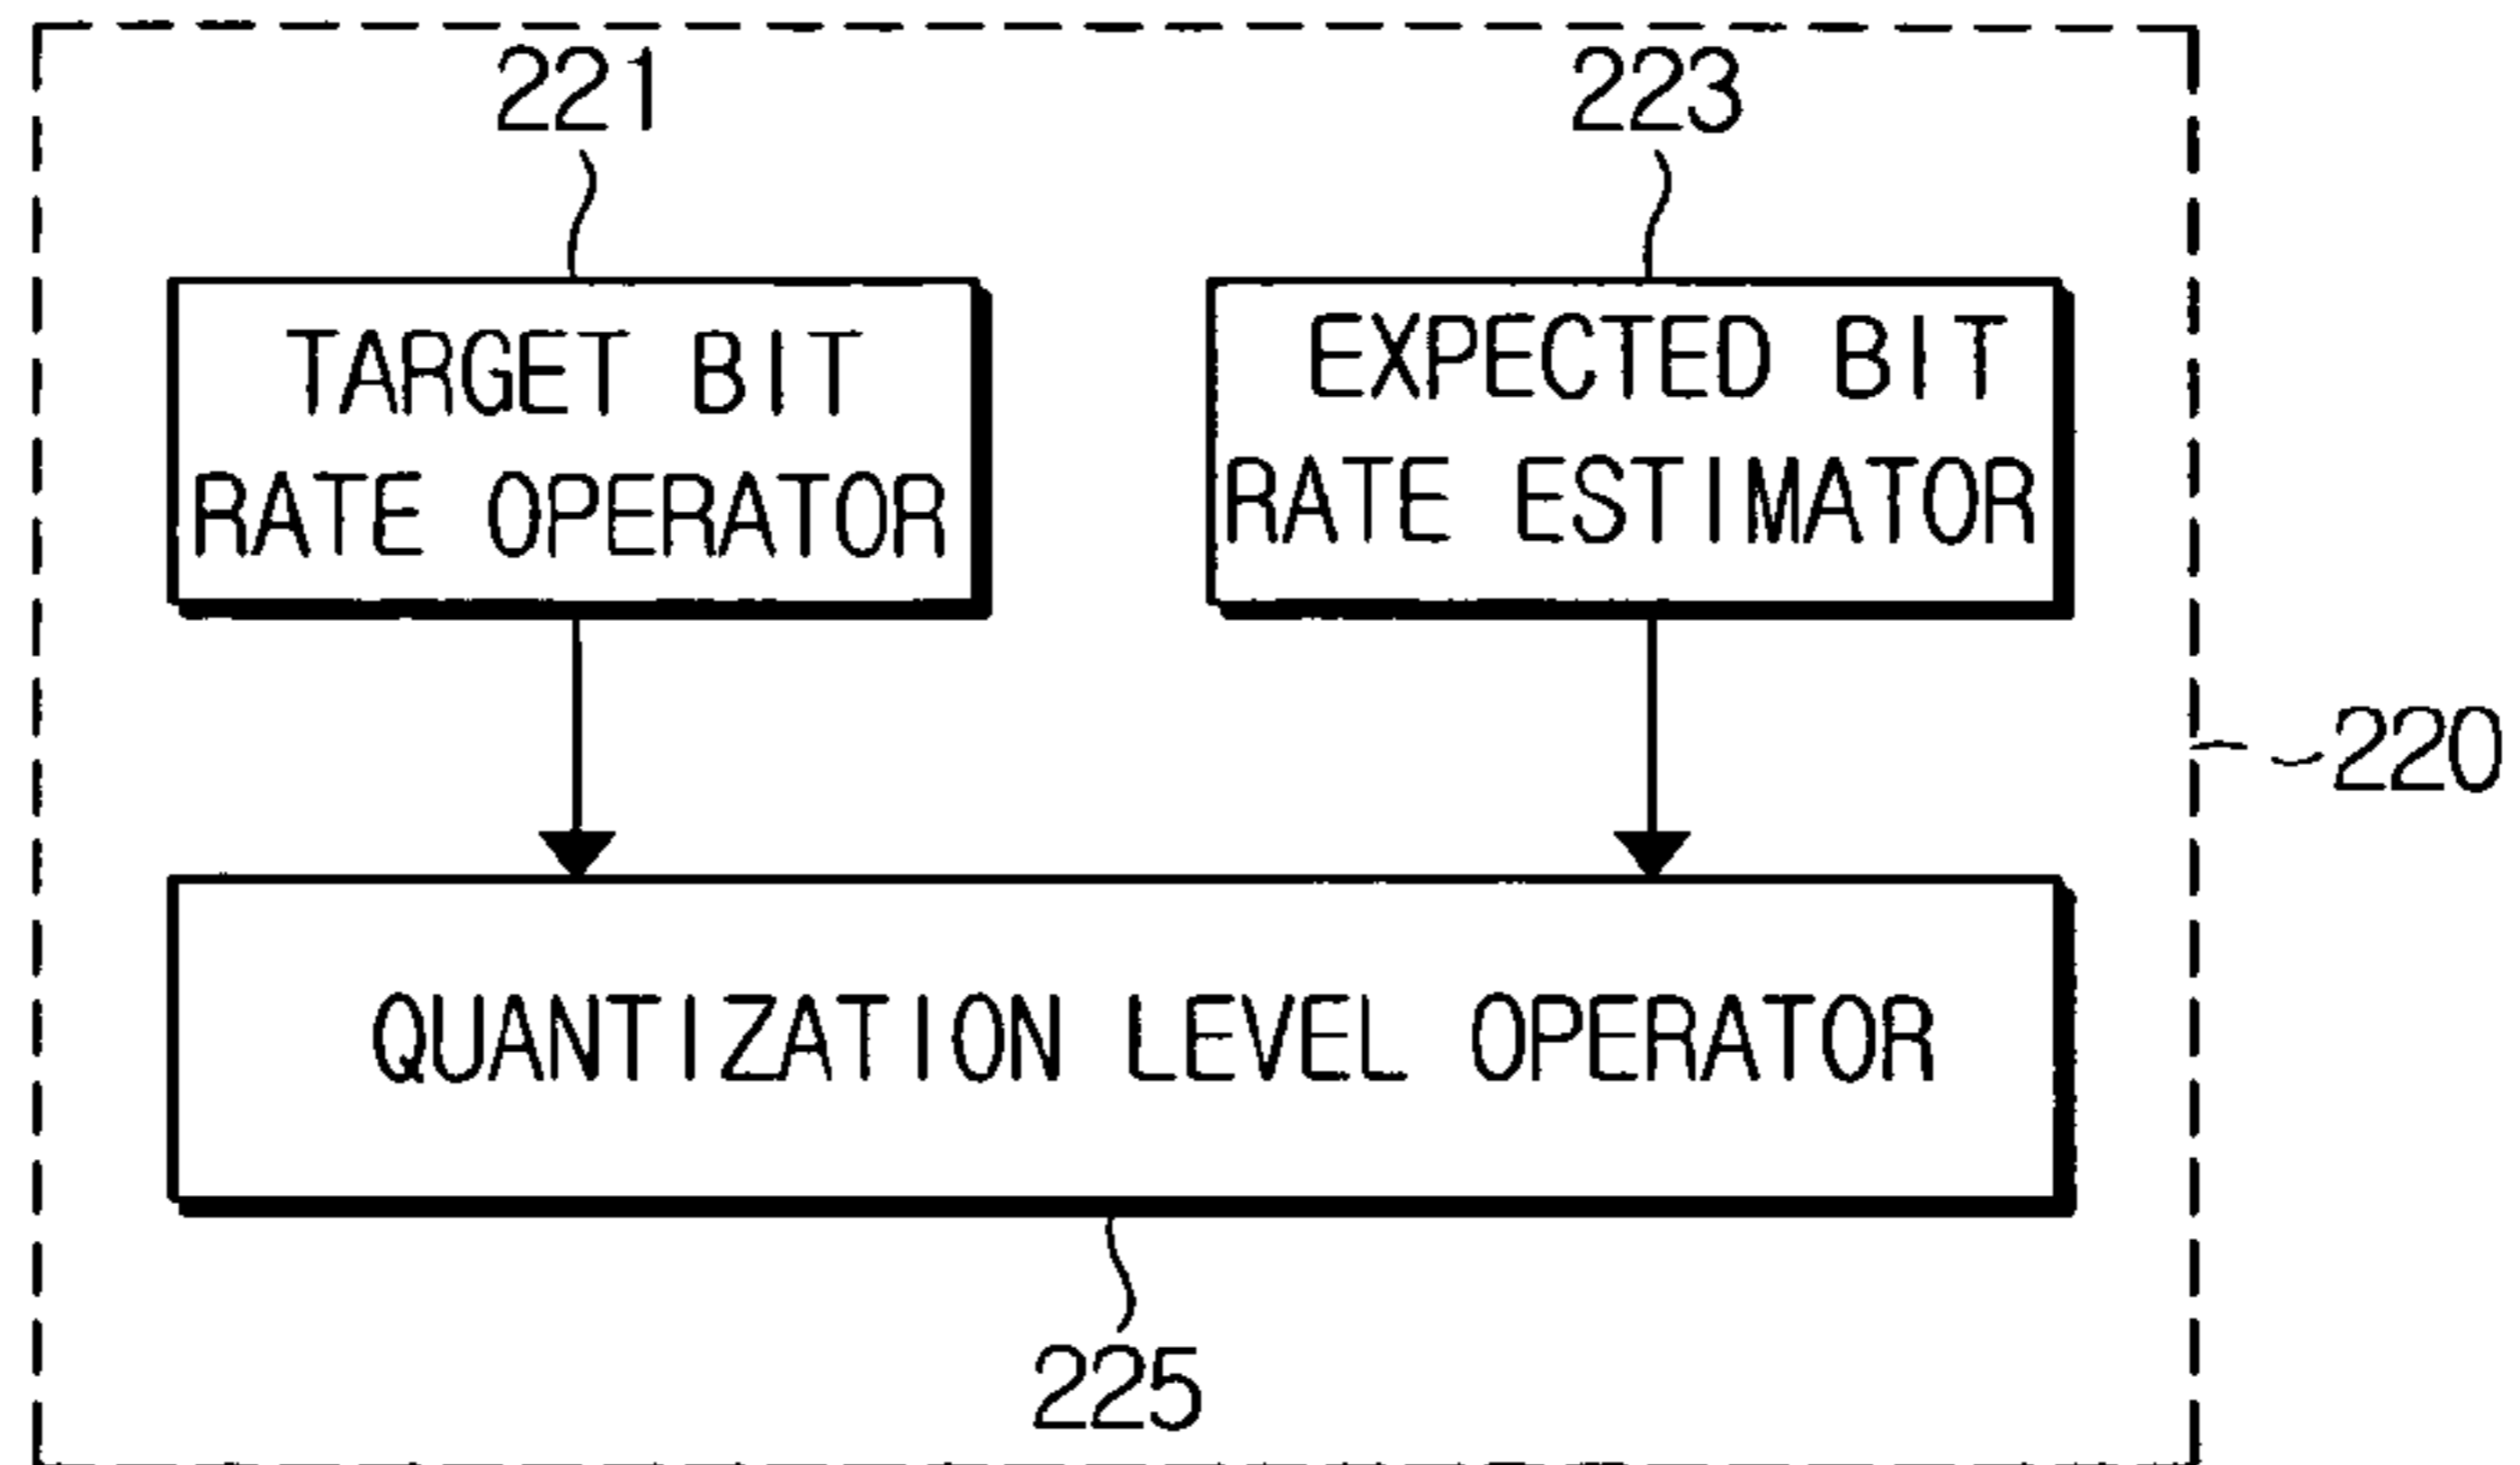 221
223
TARGET BIT
RATE OPERATOR
EXPECTED BIT
RATE ESTIMATOR
220
QUANTIZATION LEVEL OPERATOR
225